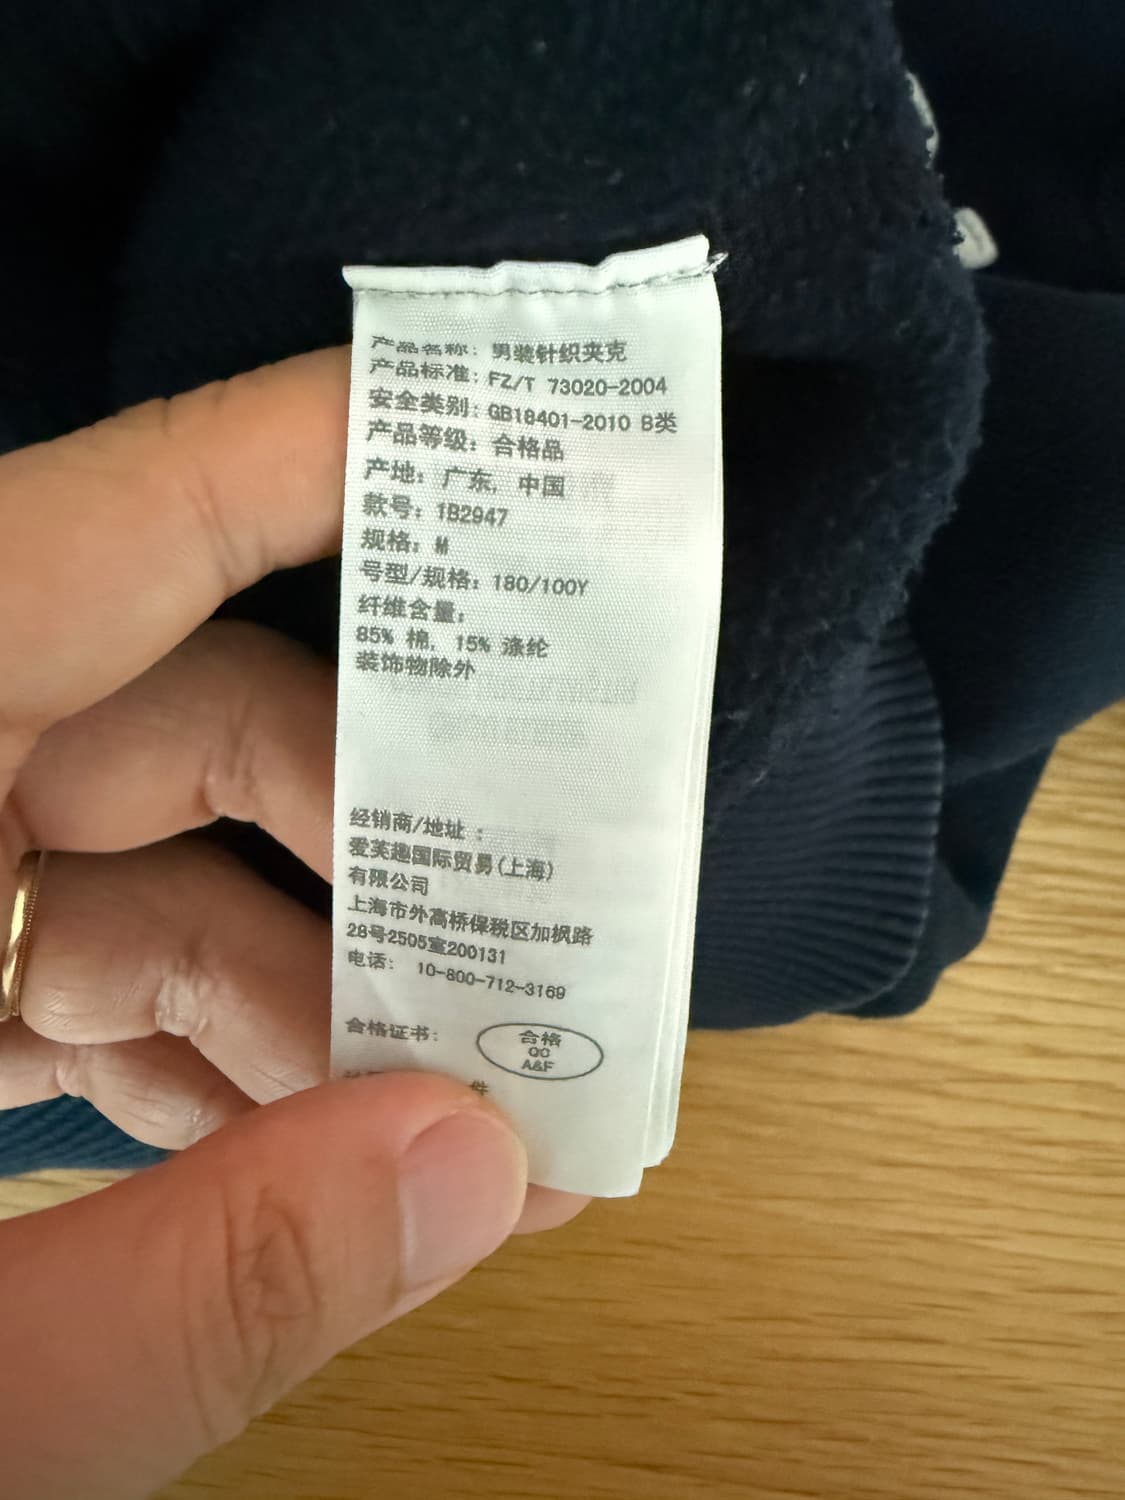 产品名称: 男装针织夹克
产品标准: FZ/T 73020-2004
安全类别: GB18401-2010 B类
产品等级: 合格品
产地: 广东, 中国
款号: 1B2947
规格: M
号型/规格: 180/100Y
纤维含量:
85% 棉, 15% 涤纶
装饰物除外
经销商/地址 :
爱芙趣国际贸易(上海)
有限公司
上海市外高桥保税区加枫路
28号2505室200131
电话: 10-800-712-3169
合格证书: 合格
QC
A&F
件